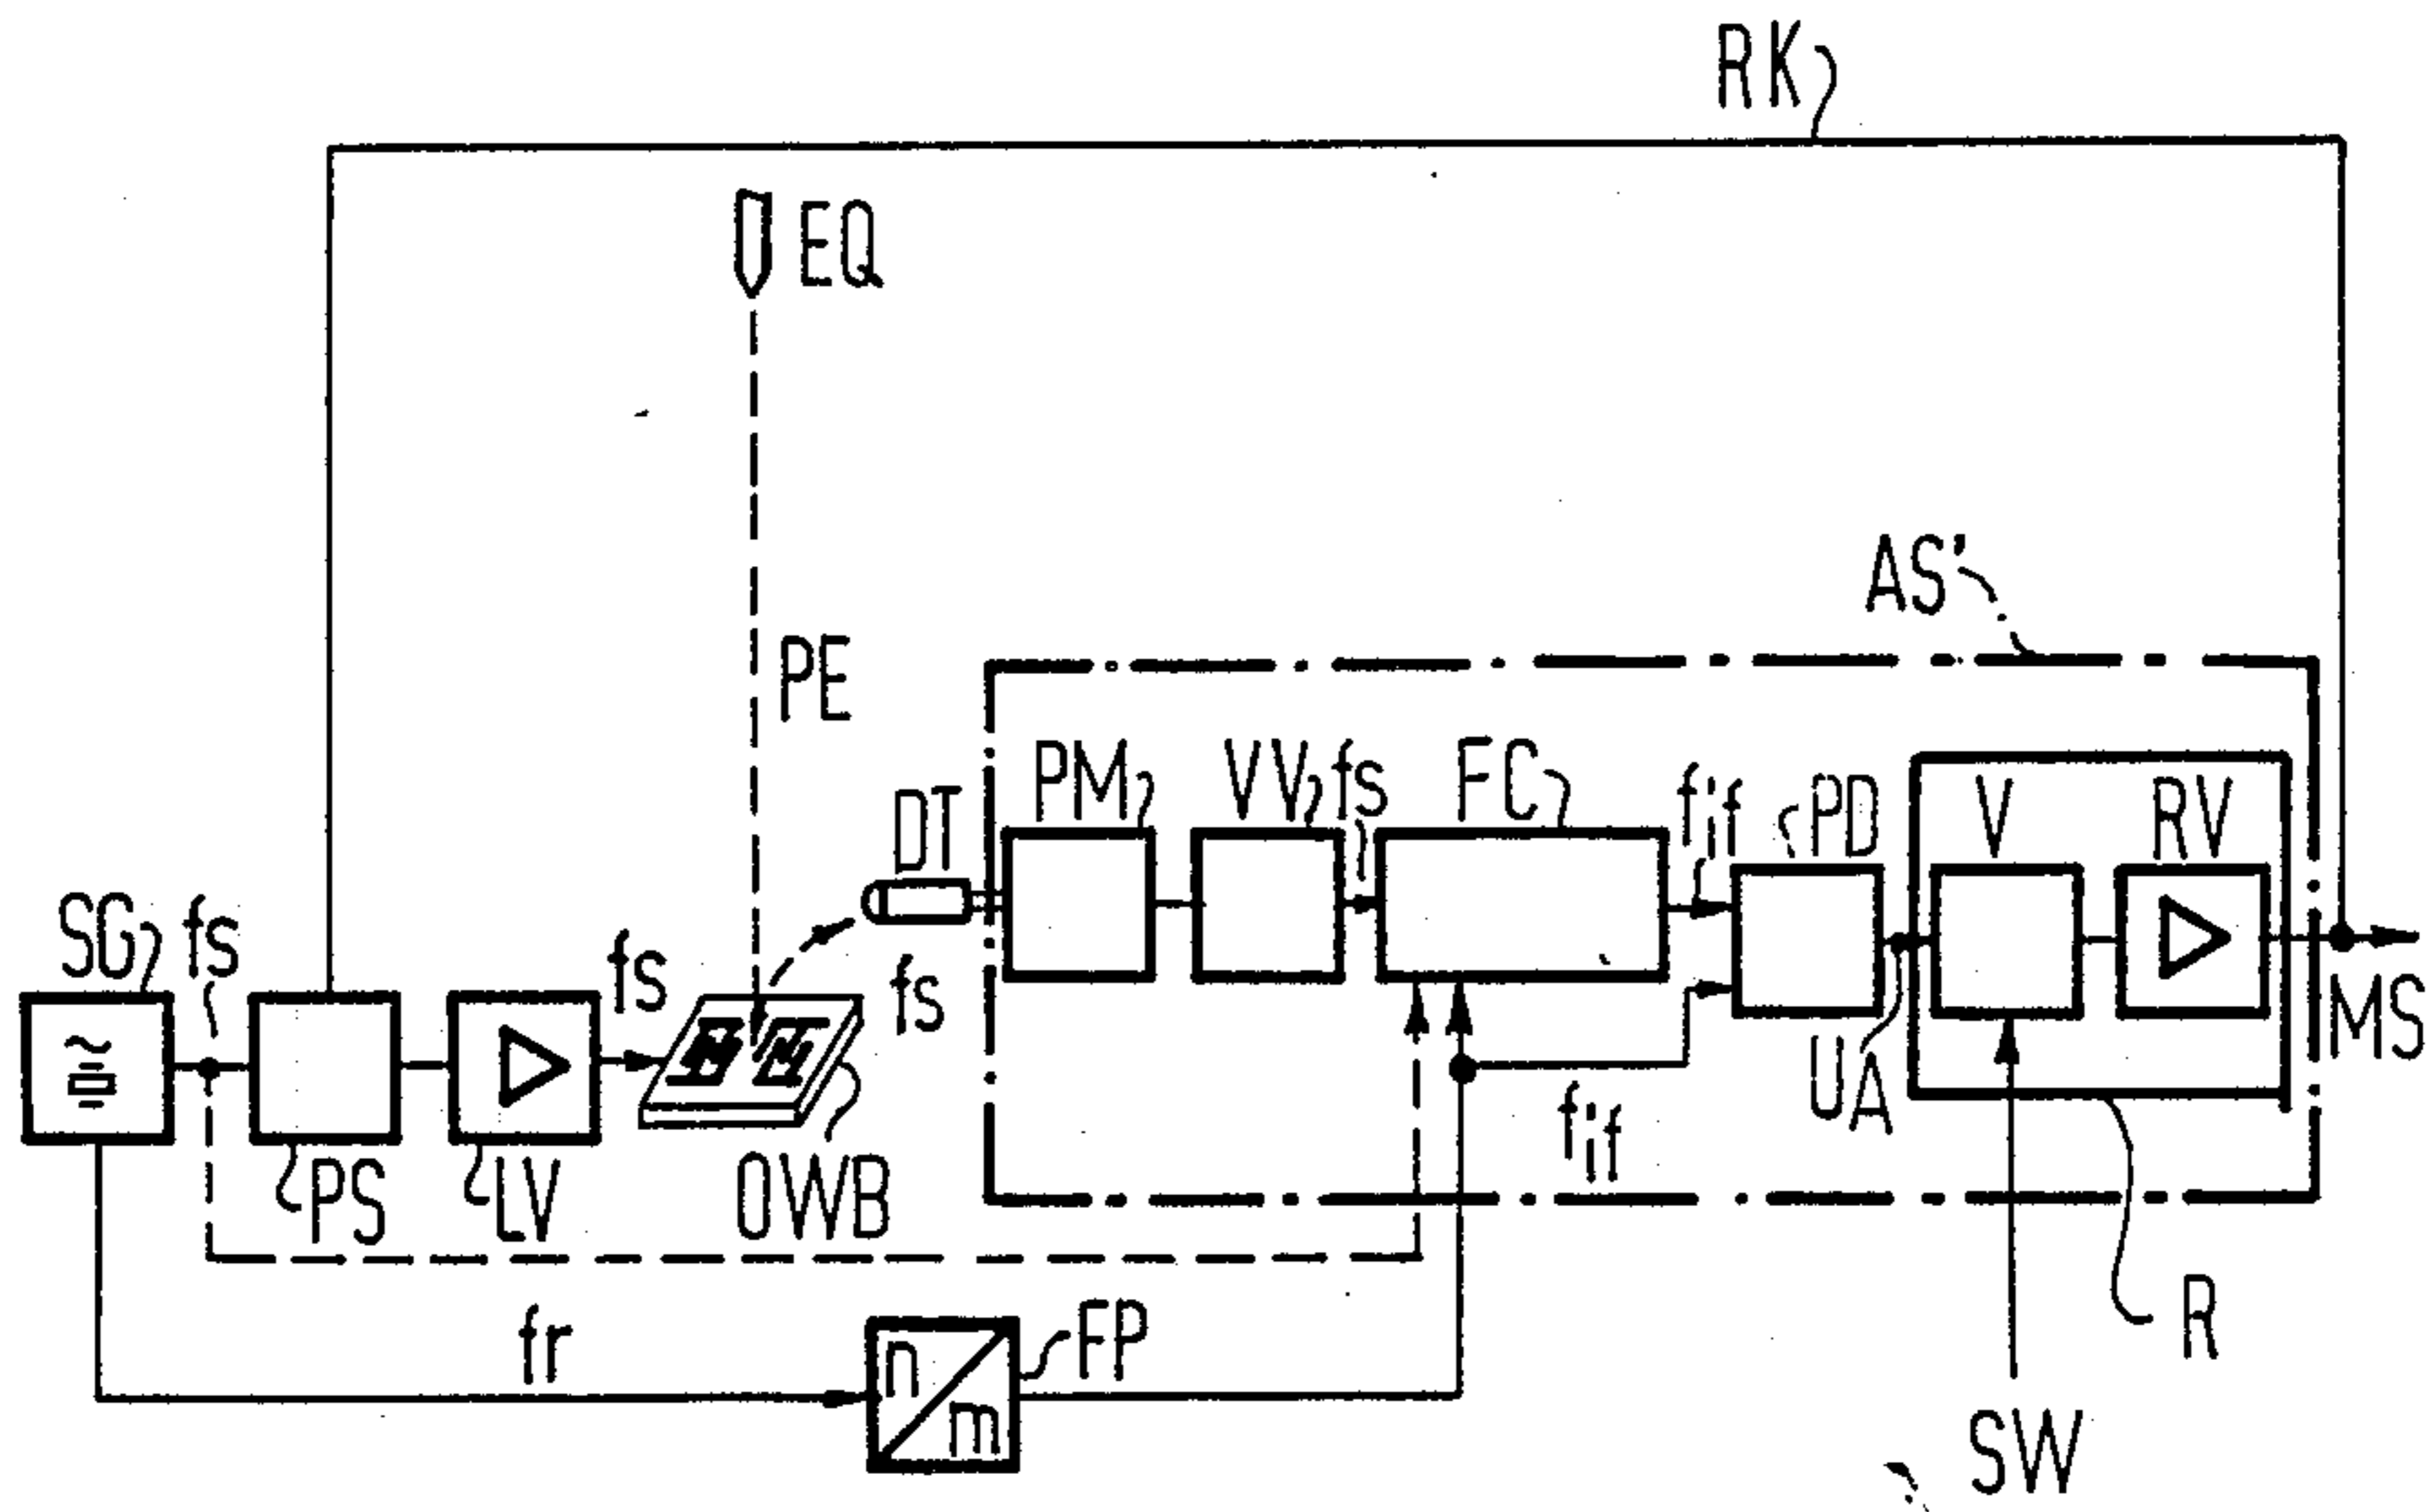 RK
EQ
AS'
PE
PM
VV
fs
FC
fif
PD
V
RV
DT
SG
fs
fs
fs
MS
UA
fif
PS
LV
OWB
R
fr
n
m
FP
SW